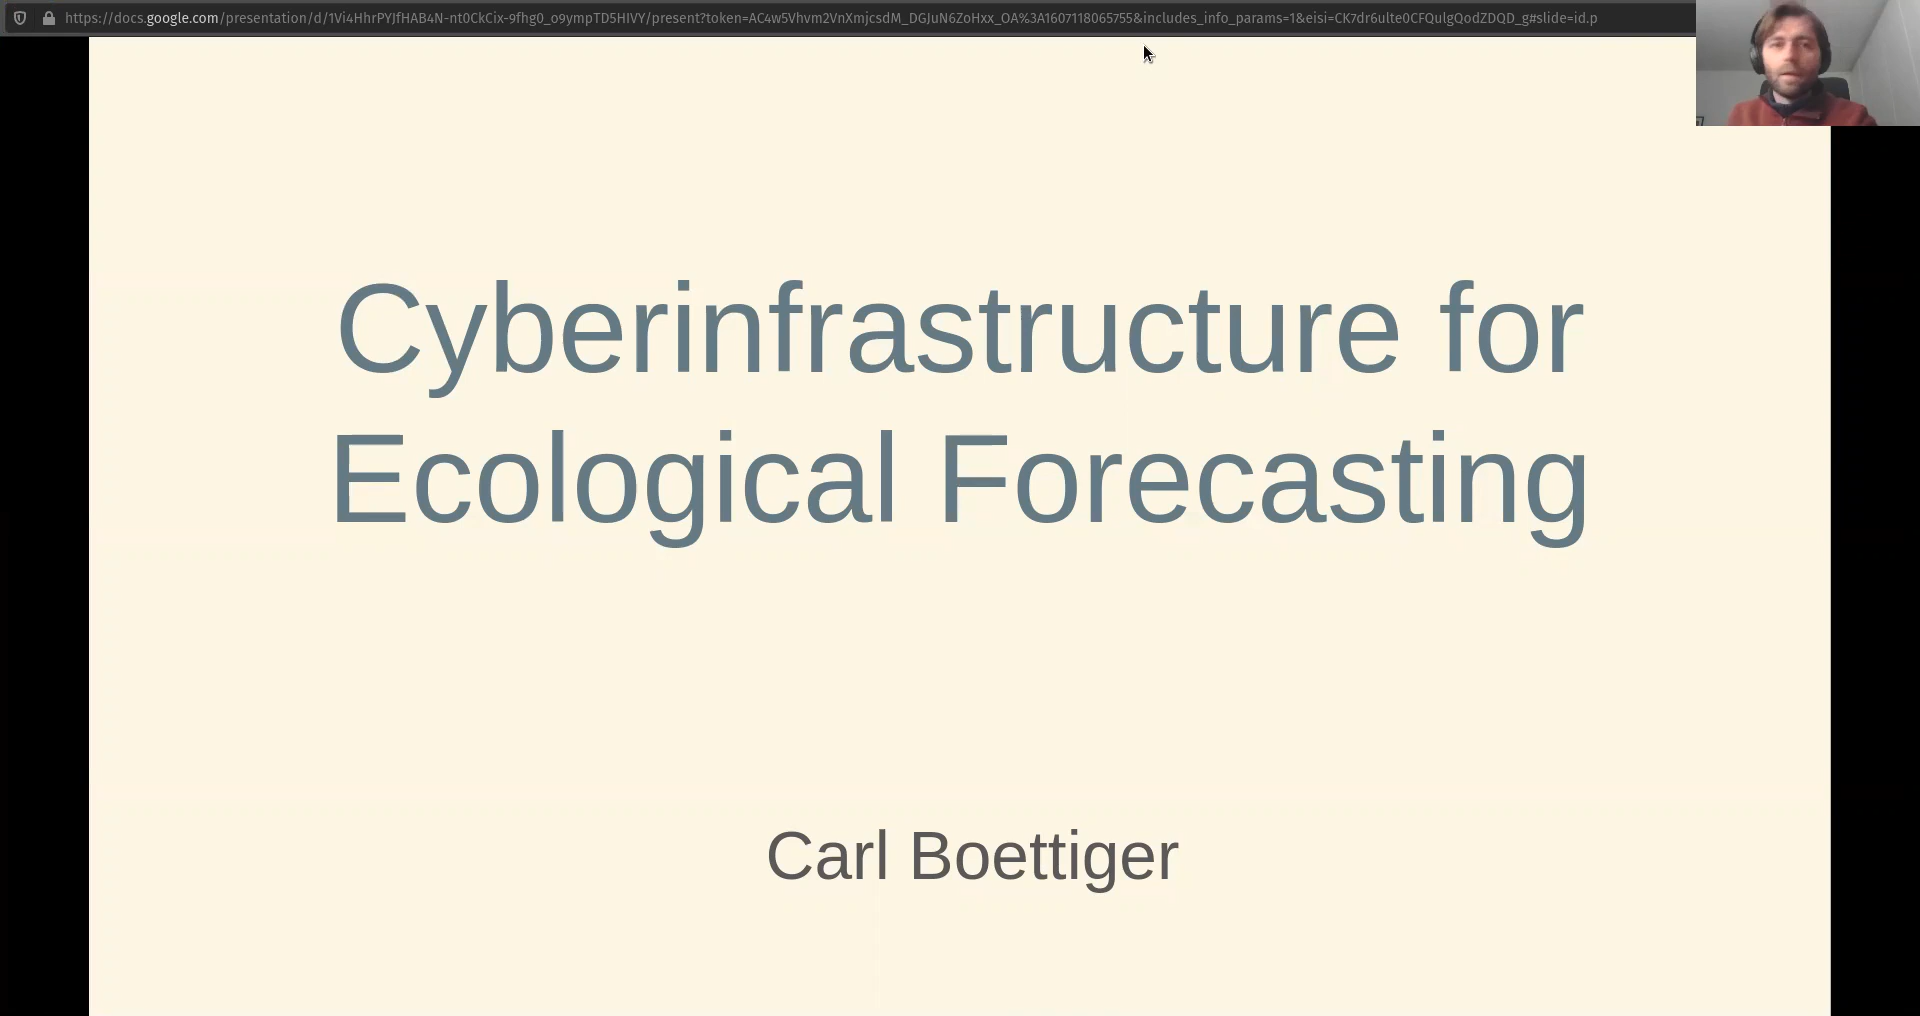 https://docs.google.com/presentation/d/1Vi4HhrPYJfHAB4N-nt0CkCix-9fhg0_o9ympTD5HIVY/present?token=AC4w5Vhvm2VnXmjcsdM_DGJuN6ZoHxx_OA%3A1607118065755&includes_info_params=1&eisi=CK7dr6ulte0CFQulgQodZDQD_g#slide=id.p
Cyberinfrastructure for
Ecological Forecasting
Carl Boettiger